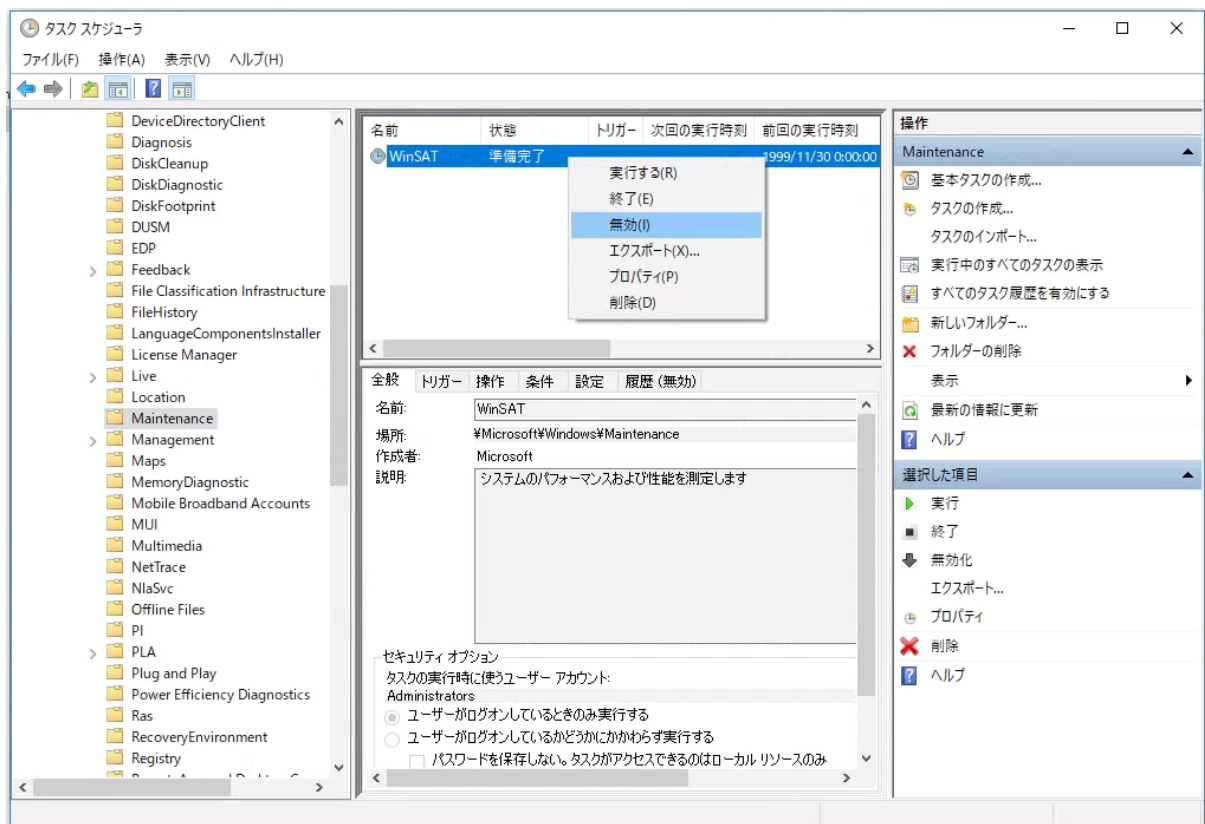 タスク スケジューラ
ファイル(F) 操作(A) 表示(V) ヘルプ(H)
DeviceDirectoryClient
Diagnosis
DiskCleanup
DiskDiagnostic
DiskFootprint
DUSM
EDP
Feedback
File Classification Infrastructure
FileHistory
LanguageComponentsInstaller
License Manager
Live
Location
Maintenance
Management
Maps
MemoryDiagnostic
Mobile Broadband Accounts
MUI
Multimedia
NetTrace
NlaSvc
Offline Files
PI
PLA
Plug and Play
Power Efficiency Diagnostics
Ras
RecoveryEnvironment
Registry
名前 状態 トリガー 次回の実行時刻 前回の実行時刻
WinSAT 準備完了 1999/11/30 0:00:00
実行する(R)
終了(E)
無効(I)
エクスポート(X)...
プロパティ(P)
削除(D)
全般 トリガー 操作 条件 設定 履歴 (無効)
名前: WinSAT
場所: ¥Microsoft¥Windows¥Maintenance
作成者: Microsoft
説明: システムのパフォーマンスおよび性能を測定します
セキュリティ オプション
タスクの実行時に使うユーザー アカウント:
Administrators
ユーザーがログオンしているときのみ実行する
ユーザーがログオンしているかどうかにかかわらず実行する
パスワードを保存しない。タスクがアクセスできるのはローカル リソースのみ
操作
Maintenance
基本タスクの作成...
タスクの作成...
タスクのインポート...
実行中のすべてのタスクの表示
すべてのタスク履歴を有効にする
新しいフォルダー...
フォルダーの削除
表示
最新の情報に更新
ヘルプ
選択した項目
実行
終了
無効化
エクスポート...
プロパティ
削除
ヘルプ